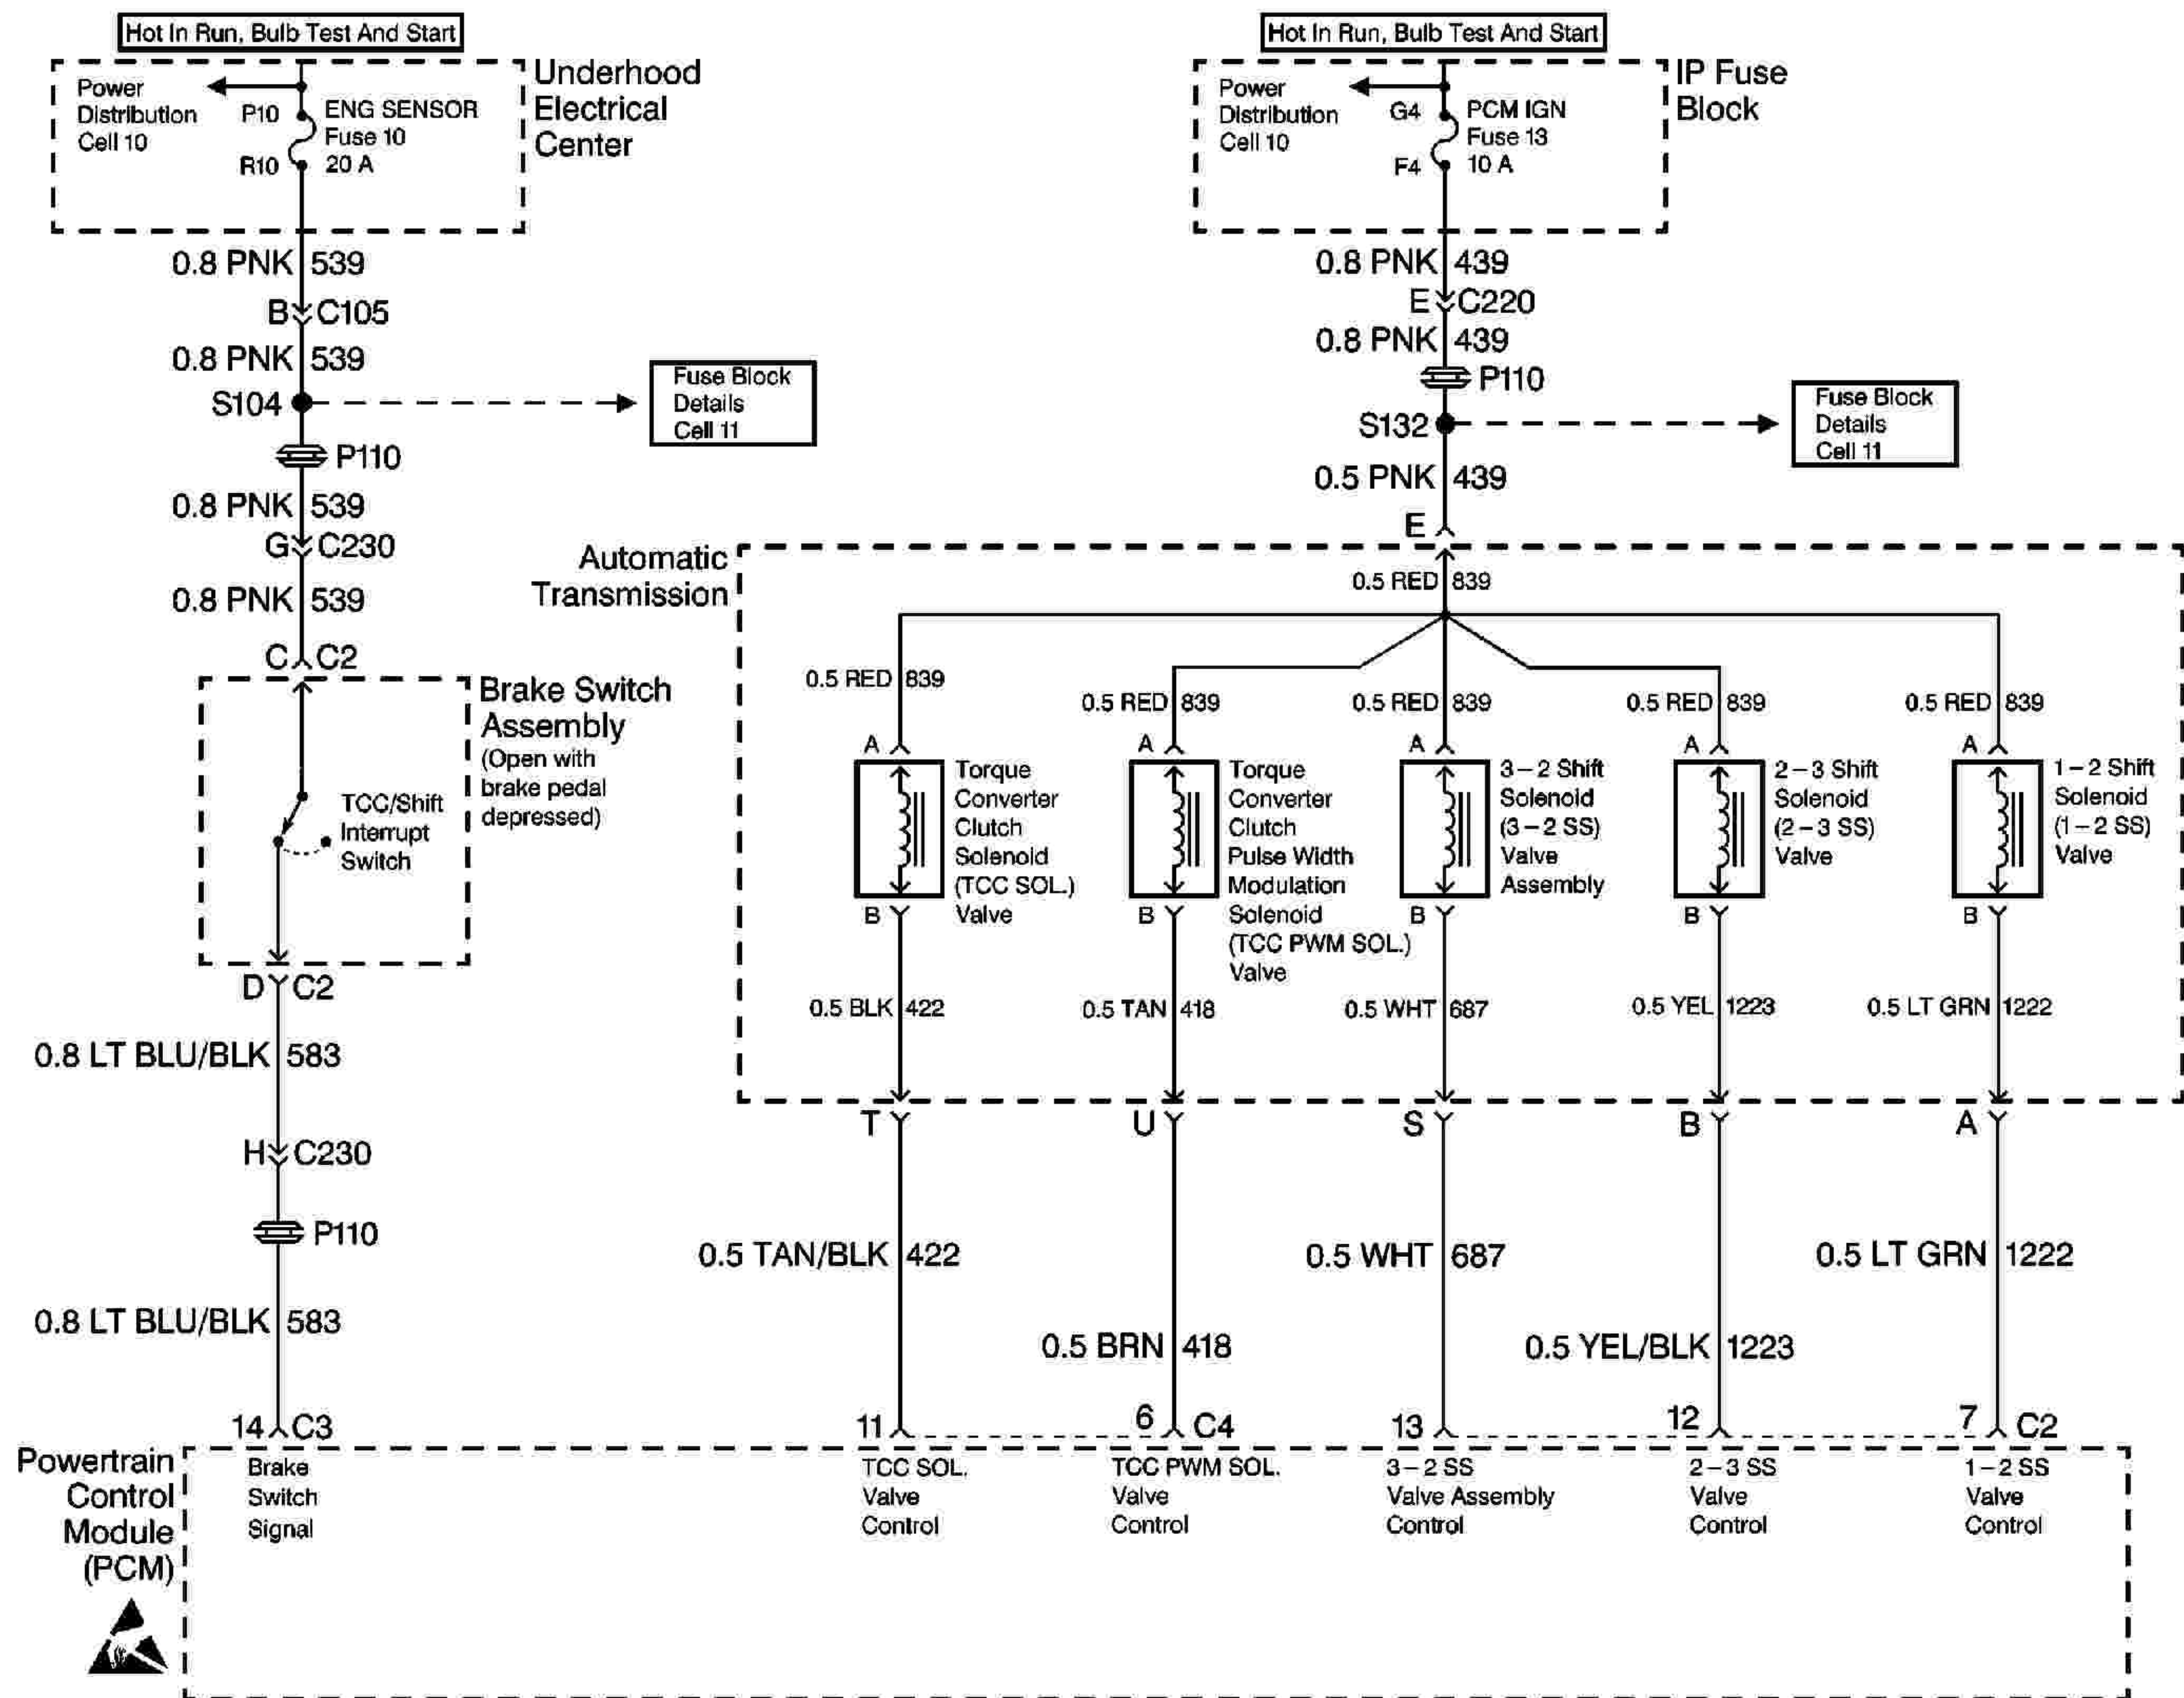 Hot In Run, Bulb Test And Start
Power
Distribution
Cell 10
P10
R10
ENG SENSOR
Fuse 10
20 A
Underhood
Electrical
Center
0.8 PNK 539
B C105
0.8 PNK 539
S104
Fuse Block
Details
Cell 11
P110
0.8 PNK 539
G C230
0.8 PNK 539
C C2
Brake Switch
Assembly
(Open with
brake pedal
depressed)
TCC/Shift
Interrupt
Switch
D C2
0.8 LT BLU/BLK 583
H C230
P110
0.8 LT BLU/BLK 583
14 C3
Hot In Run, Bulb Test And Start
Power
Distribution
Cell 10
G4
F4
PCM IGN
Fuse 13
10 A
IP Fuse
Block
0.8 PNK 439
E C220
0.8 PNK 439
P110
S132
Fuse Block
Details
Cell 11
0.5 PNK 439
E
Automatic
Transmission
0.5 RED 839
0.5 RED 839
A
Torque
Converter
Clutch
Solenoid
(TCC SOL.)
Valve
B
0.5 BLK 422
T
0.5 TAN/BLK 422
11
0.5 RED 839
A
Torque
Converter
Clutch
Pulse Width
Modulation
Solenoid
(TCC PWM SOL.)
Valve
B
0.5 TAN 418
U
0.5 BRN 418
6 C4
0.5 RED 839
A
3–2 Shift
Solenoid
(3–2 SS)
Valve
Assembly
B
0.5 WHT 687
S
0.5 WHT 687
13
0.5 RED 839
A
2–3 Shift
Solenoid
(2–3 SS)
Valve
B
0.5 YEL 1223
B
0.5 YEL/BLK 1223
12
0.5 RED 839
A
1–2 Shift
Solenoid
(1–2 SS)
Valve
B
0.5 LT GRN 1222
A
0.5 LT GRN 1222
7 C2
Powertrain
Control
Module
(PCM)
Brake
Switch
Signal
TCC SOL.
Valve
Control
TCC PWM SOL.
Valve
Control
3–2 SS
Valve Assembly
Control
2–3 SS
Valve
Control
1–2 SS
Valve
Control